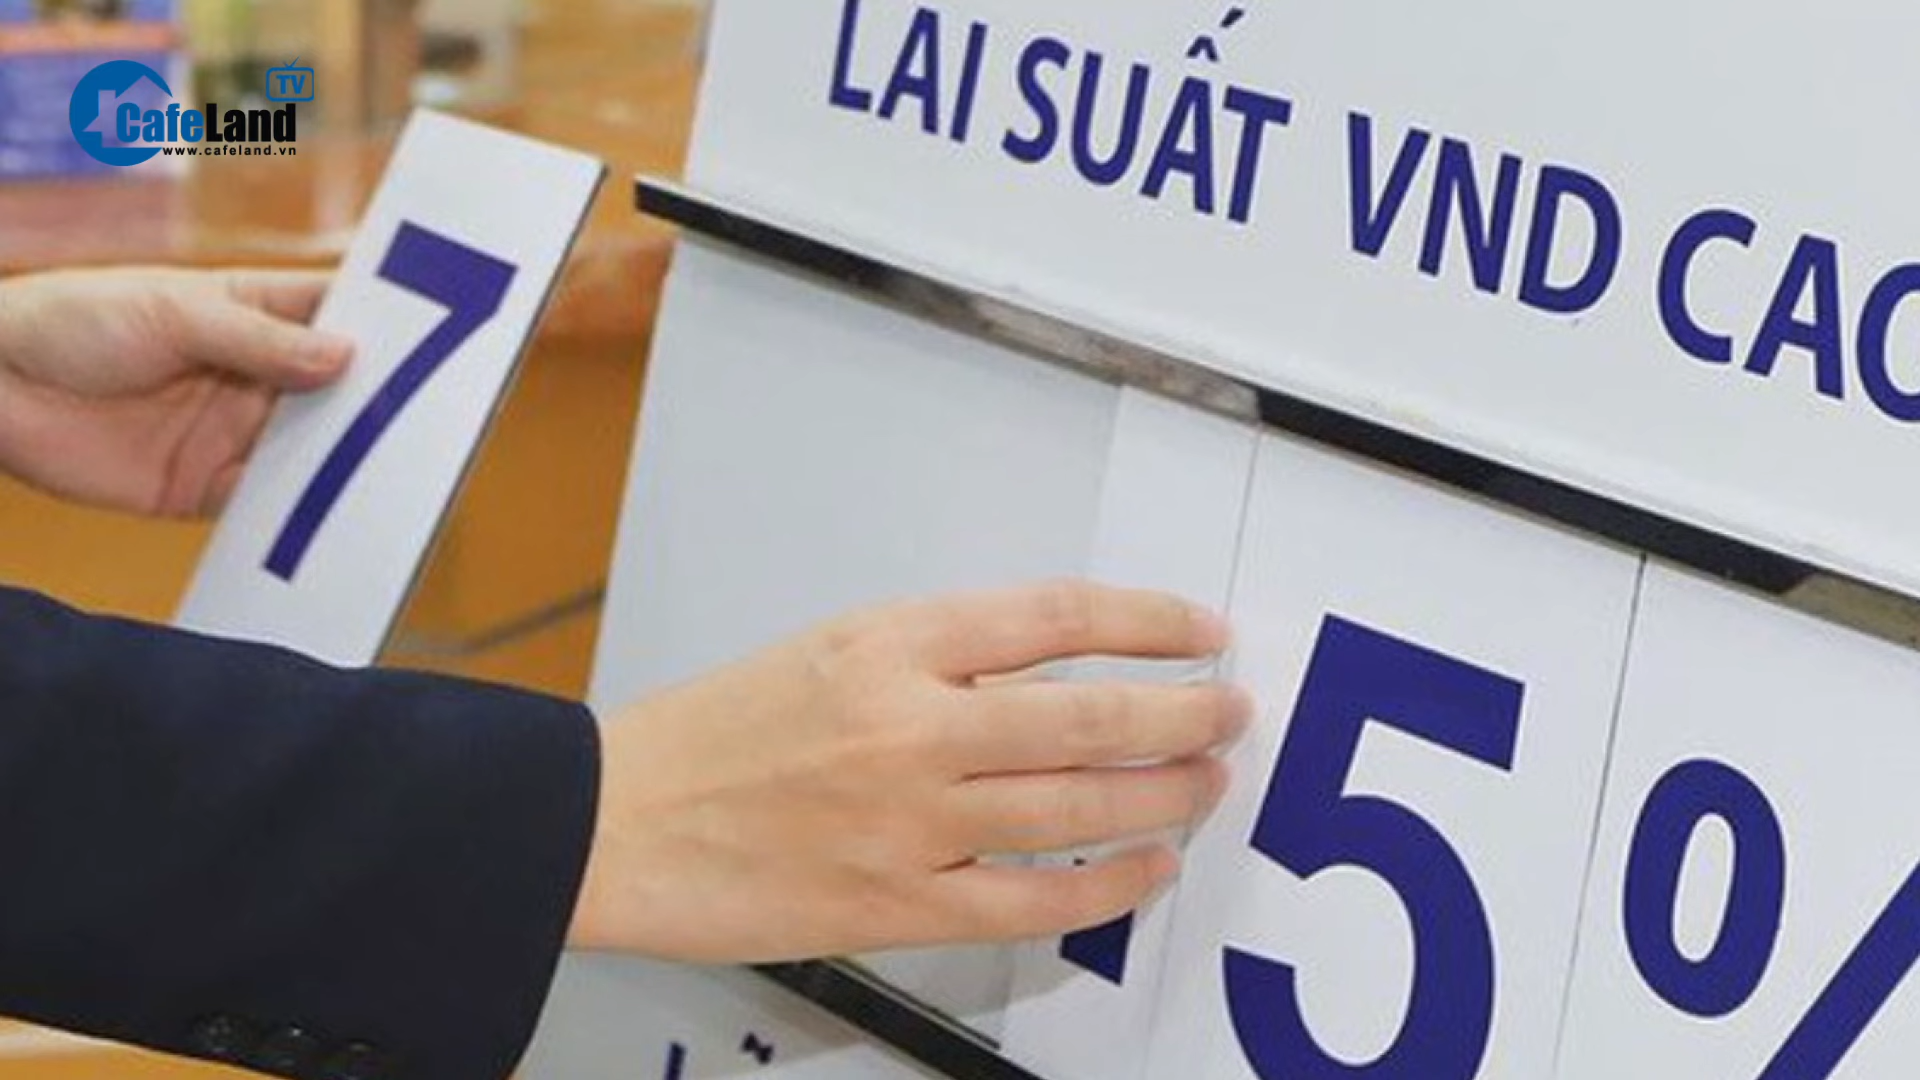 TV
CafeLand
www.cafeland.vn
LAI SUẤT VND CAO
7
5 %